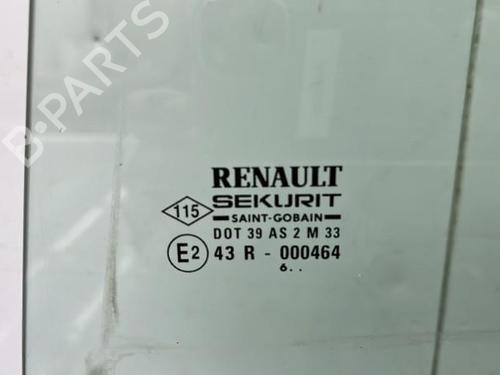 B-PARTS
RENAULT
SEKURIT
SAINT-GOBAIN
115
DOT 39 AS 2 M 33
E2 43 R - 000464
6. .